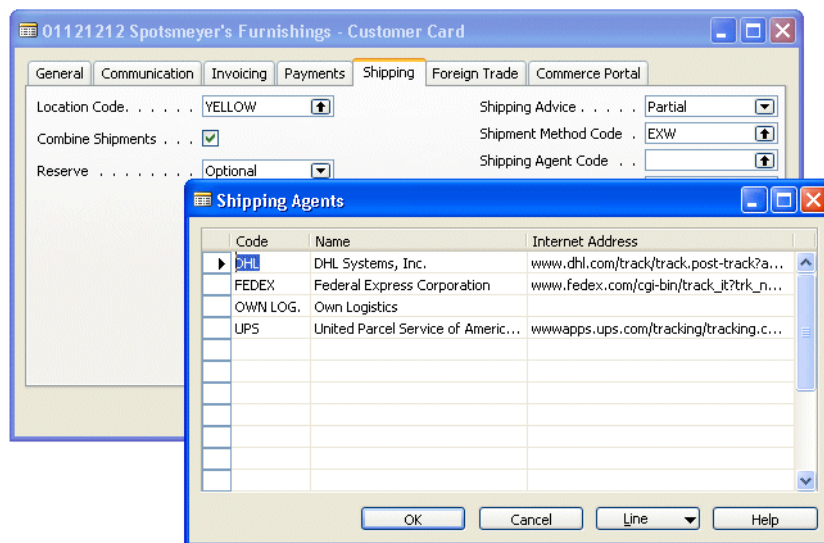 01121212 Spotsmeyer's Furnishings - Customer Card
General Communication Invoicing Payments Shipping Foreign Trade Commerce Portal
Location Code. . . . . . YELLOW Shipping Advice . . . . . Partial
Combine Shipments . . . Shipment Method Code . EXW
Reserve . . . . . . . . Optional Shipping Agent Code . .
Shipping Agents
Code Name Internet Address
DHL DHL Systems, Inc. www.dhl.com/track/track.post-track?a...
FEDEX Federal Express Corporation www.fedex.com/cgi-bin/track_it?trk_n...
OWN LOG. Own Logistics
UPS United Parcel Service of Americ... wwwapps.ups.com/tracking/tracking.c...
OK Cancel Line Help